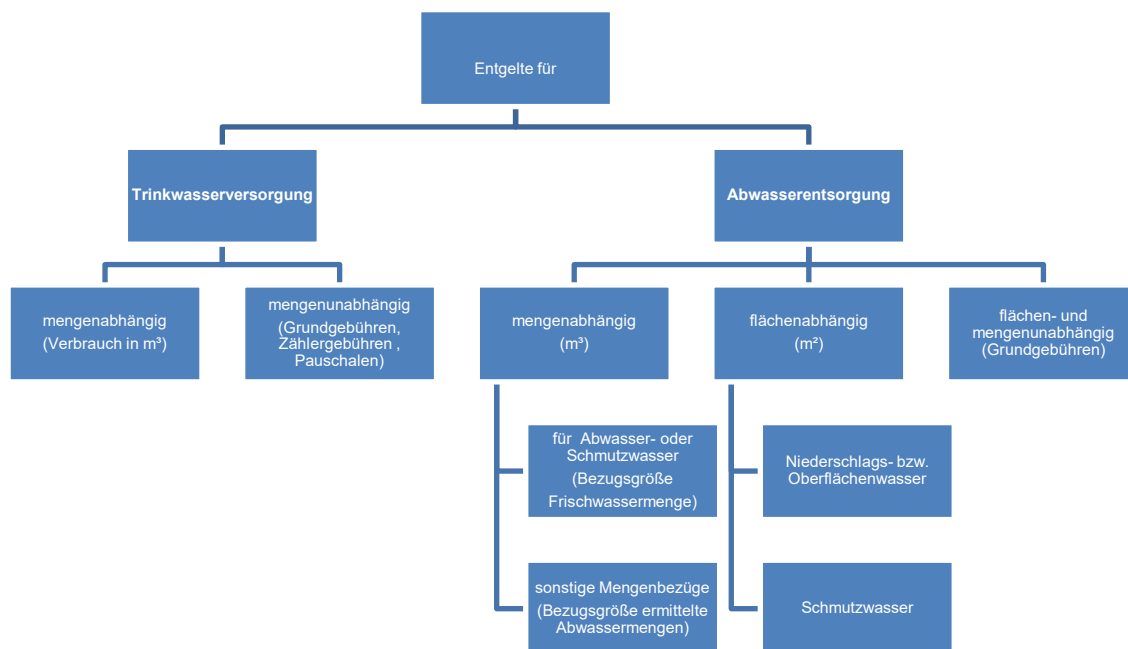 Entgelte für
Trinkwasserversorgung
Abwasserentsorgung
mengenabhängig
(Verbrauch in m³)
mengenunabhängig
(Grundgebühren,
Zählergebühren ,
Pauschalen)
mengenabhängig
(m³)
flächenabhängig
(m²)
flächen- und
mengenunabhängig
(Grundgebühren)
für Abwasser- oder
Schmutzwasser
(Bezugsgröße
Frischwassermenge)
Niederschlags- bzw.
Oberflächenwasser
sonstige Mengenbezüge
(Bezugsgröße ermittelte
Abwassermengen)
Schmutzwasser